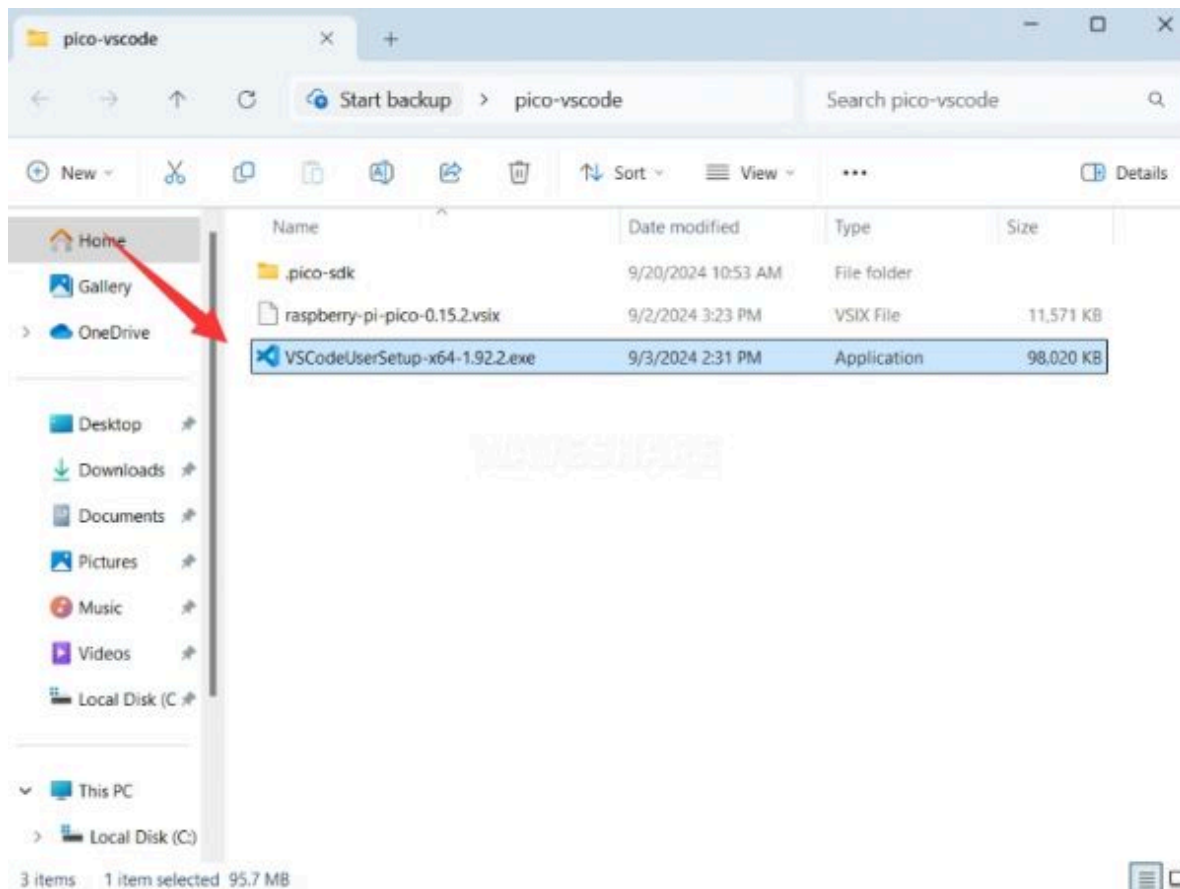 pico-vscode
Start backup > pico-vscode
Search pico-vscode
New
Sort
View
Details
Name Date modified Type Size
Home
Gallery
OneDrive
Desktop
Downloads
Documents
Pictures
Music
Videos
Local Disk (C
This PC
Local Disk (C:)
.pico-sdk 9/20/2024 10:53 AM File folder
raspberry-pi-pico-0.15.2.vsix 9/2/2024 3:23 PM VSIX File 11,571 KB
VSCodeUserSetup-x64-1.92.2.exe 9/3/2024 2:31 PM Application 98,020 KB
WAVESHARE
3 items 1 item selected 95.7 MB